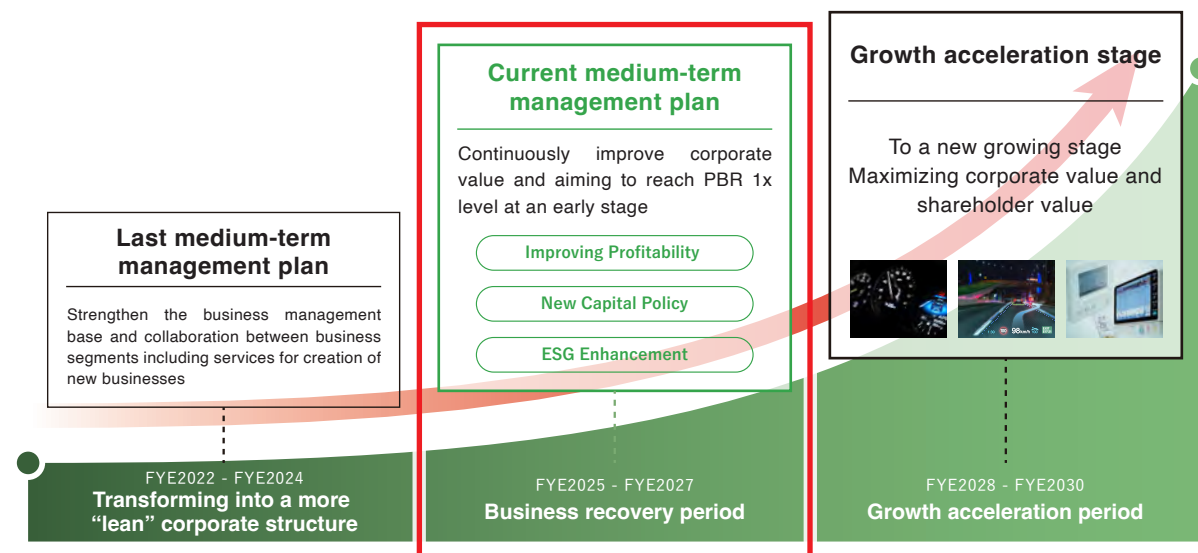 Last medium-term
management plan
Strengthen the business management
base and collaboration between business
segments including services for creation of
new businesses
FYE2022 - FYE2024
Transforming into a more
“lean” corporate structure
Current medium-term
management plan
Continuously improve corporate
value and aiming to reach PBR 1x
level at an early stage
Improving Profitability
New Capital Policy
ESG Enhancement
FYE2025 - FYE2027
Business recovery period
Growth acceleration stage
To a new growing stage
Maximizing corporate value and
shareholder value
98km/h
FYE2028 - FYE2030
Growth acceleration period